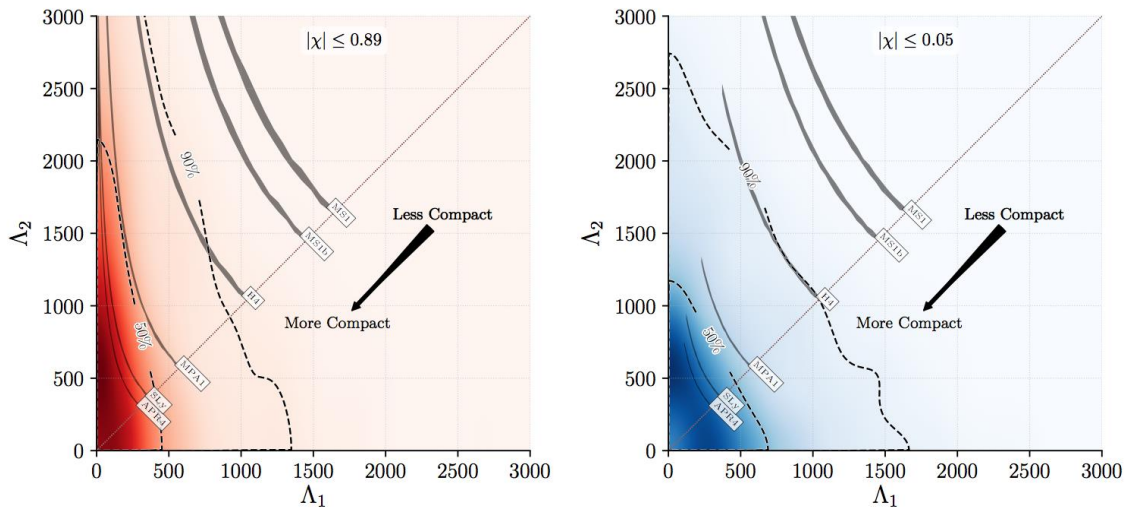 |χ| ≤ 0.89
3000
2500
2000
1500
1000
500
0
Λ₂
90%
50%
MS1
MS1b
H4
MPA1
SLy
APR4
Less Compact
More Compact
0 500 1000 1500 2000 2500 3000
Λ₁
|χ| ≤ 0.05
3000
2500
2000
1500
1000
500
0
Λ₂
90%
50%
MS1
MS1b
H4
MPA1
SLy
APR4
Less Compact
More Compact
0 500 1000 1500 2000 2500 3000
Λ₁